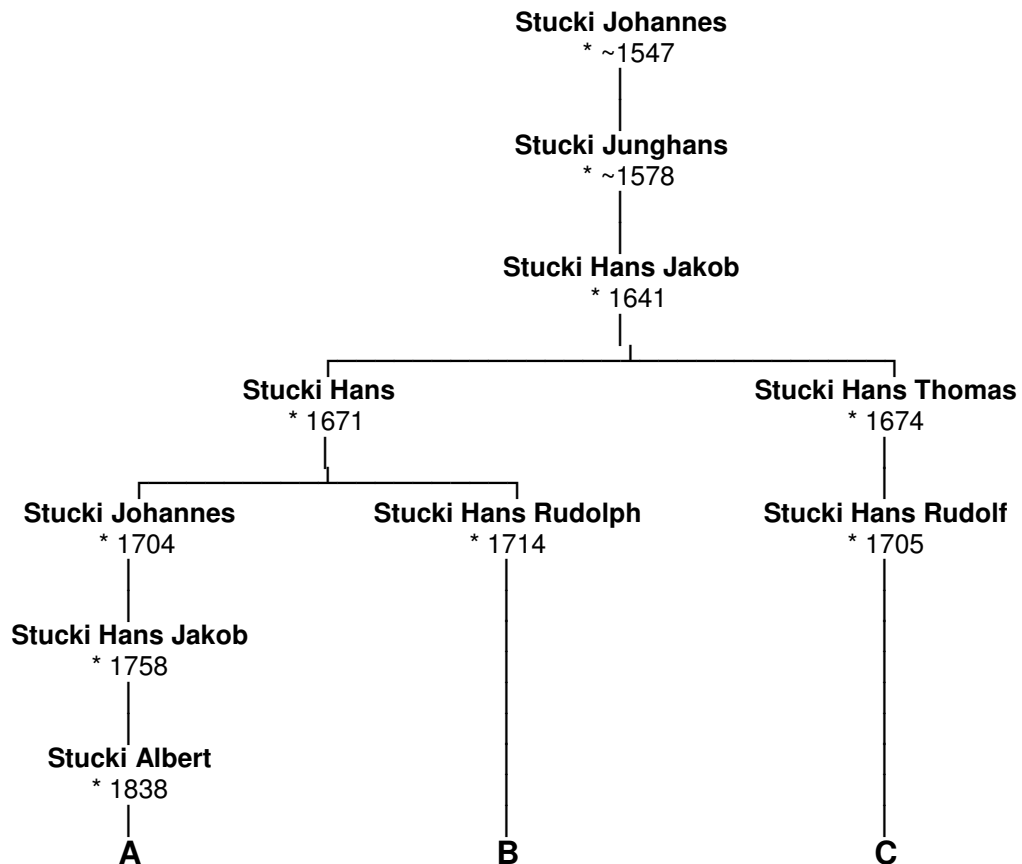 Stucki Johannes
* ~1547
Stucki Junghans
* ~1578
Stucki Hans Jakob
* 1641
Stucki Hans
* 1671
Stucki Hans Thomas
* 1674
Stucki Johannes
* 1704
Stucki Hans Rudolph
* 1714
Stucki Hans Rudolf
* 1705
Stucki Hans Jakob
* 1758
Stucki Albert
* 1838
A
B
C